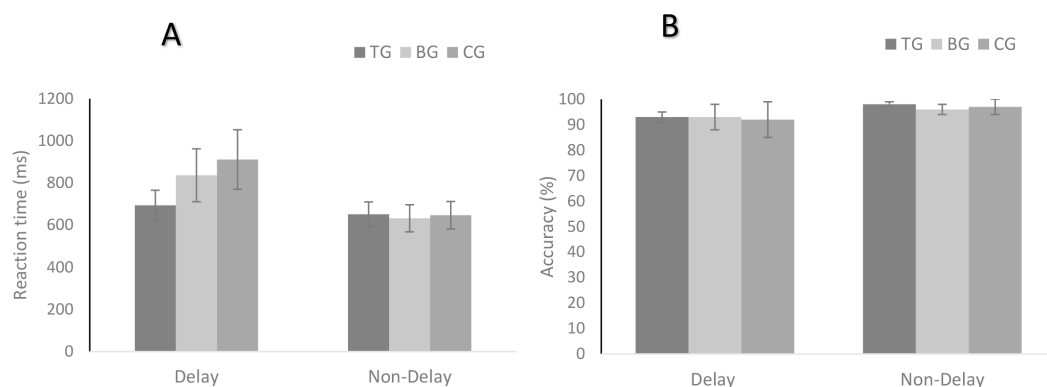 A
TG BG CG
1200
1000
800
600
400
200
0
Reaction time (ms)
Delay Non-Delay
B
TG BG CG
100
90
80
70
60
50
40
30
20
10
0
Accuracy (%)
Delay Non-Delay